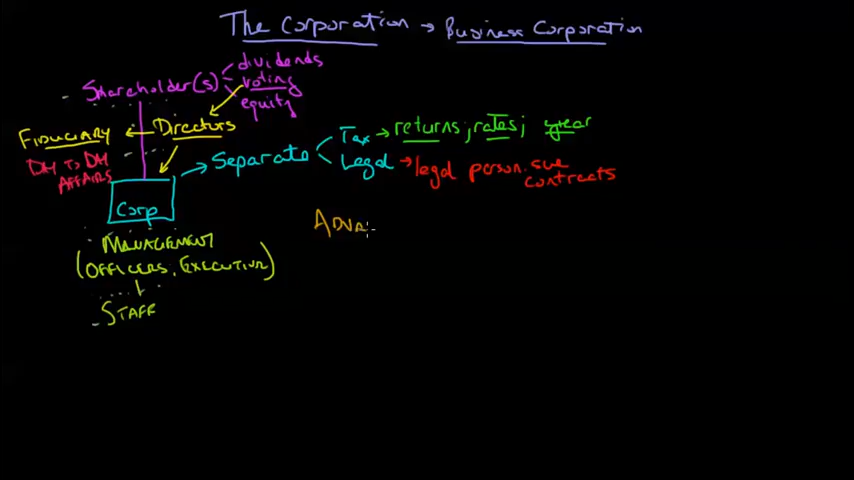 The Corporation → Business Corporation
Shareholder(s)
dividends
voting
equity
Fiduciary ← Directors
DM TO DM
AFFAIRS
Corp
→ Separate
Tax → returns; rates; year
Legal → legal person. sue
contracts
ADVA
MANAGEMENT
(OFFICERS, EXECUTIVE)
STAFF